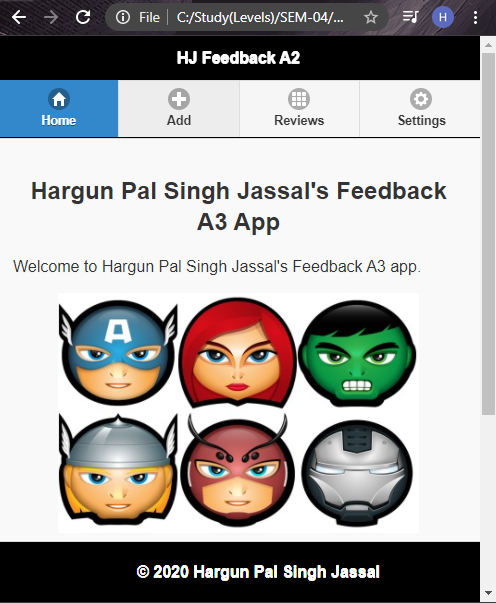 File | C:/Study(Levels)/SEM-04/...
H
HJ Feedback A2
Home
Add
Reviews
Settings
Hargun Pal Singh Jassal's Feedback
A3 App
Welcome to Hargun Pal Singh Jassal's Feedback A3 app.
A
© 2020 Hargun Pal Singh Jassal